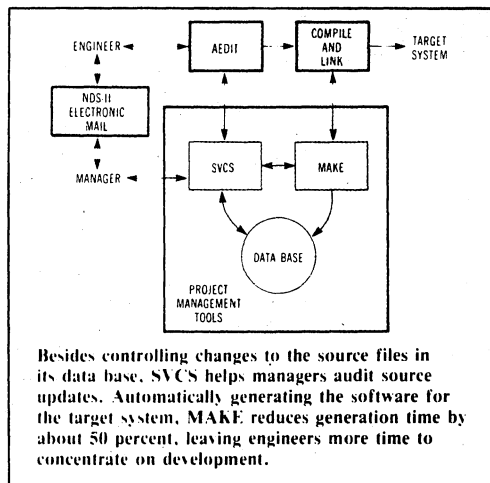 ENGINEER
AEDIT
COMPILE
AND
LINK
TARGET
SYSTEM
NDS-II
ELECTRONIC
MAIL
MANAGER
SVCS
MAKE
DATA BASE
PROJECT
MANAGEMENT
TOOLS
Besides controlling changes to the source files in
its data base, SVCS helps managers audit source
updates. Automatically generating the software for
the target system, MAKE reduces generation time by
about 50 percent, leaving engineers more time to
concentrate on development.